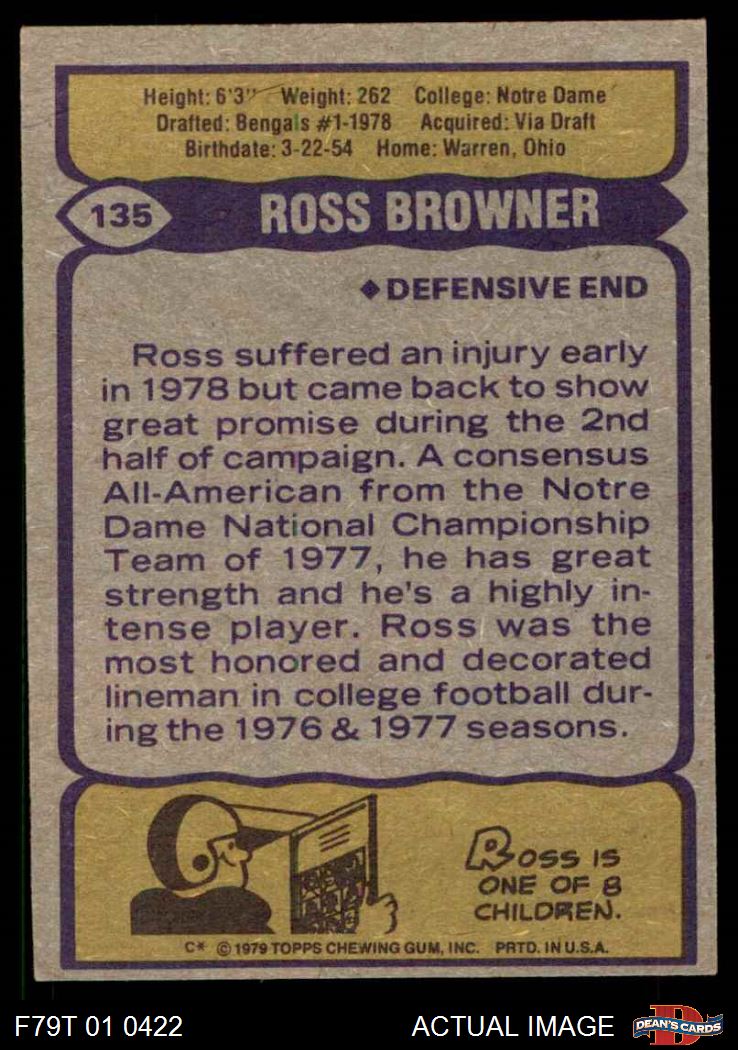 Height: 6'3" Weight: 262 College: Notre Dame
Drafted: Bengals #1-1978 Acquired: Via Draft
Birthdate: 3-22-54 Home: Warren, Ohio
135 ROSS BROWNER
◆DEFENSIVE END
Ross suffered an injury early
in 1978 but came back to show
great promise during the 2nd
half of campaign. A consensus
All-American from the Notre
Dame National Championship
Team of 1977, he has great
strength and he's a highly in-
tense player. Ross was the
most honored and decorated
lineman in college football dur-
ing the 1976 & 1977 seasons.
ROSS IS
ONE OF 8
CHILDREN.
C* © 1979 TOPPS CHEWING GUM, INC. PRTD. IN U.S.A.
F79T 01 0422 ACTUAL IMAGE D DEAN'S CARDS